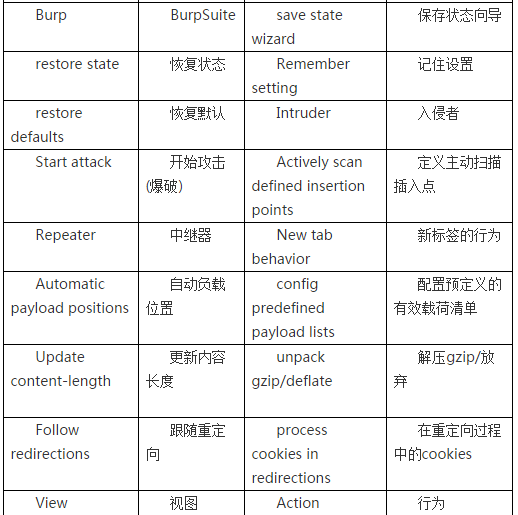 Burp
BurpSuite
save state
wizard
保存状态向导
restore state
恢复状态
Remember
setting
记住设置
restore
defaults
恢复默认
Intruder
入侵者
Start attack
开始攻击
(爆破)
Actively scan
defined insertion
points
定义主动扫描
插入点
Repeater
中继器
New tab
behavior
新标签的行为
Automatic
payload positions
自动负载
位置
config
predefined
payload lists
配置预定义的
有效载荷清单
Update
content-length
更新内容
长度
unpack
gzip/deflate
解压gzip/放
弃
Follow
redirections
跟随重定
向
process
cookies in
redirections
在重定向过程
中的cookies
View
视图
Action
行为